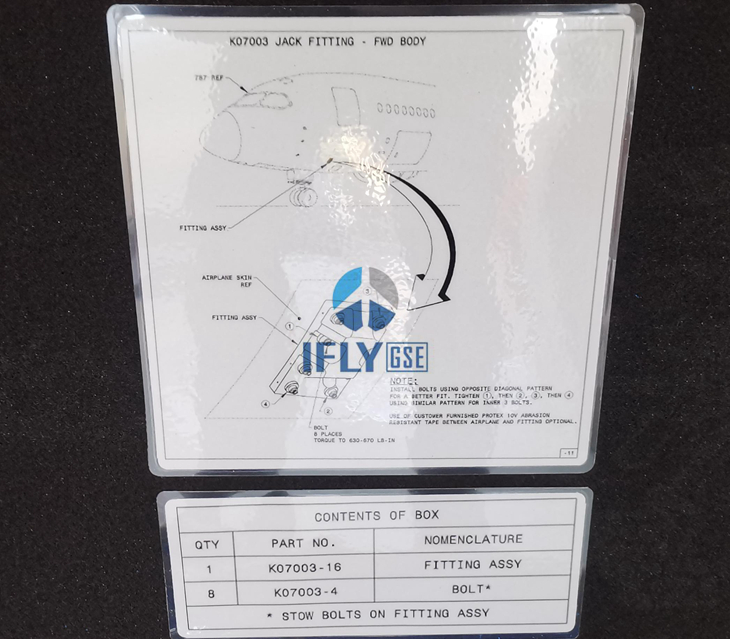 K07003 JACK FITTING - FWD BODY
787 REF
FITTING ASSY
AIRPLANE SKIN
REF
FITTING ASSY
1
3
IFLY GSE
4
2
NOTE:
INSTALL BOLTS USING OPPOSITE DIAGONAL PATTERN
FOR A BETTER FIT. TIGHTEN 1, THEN 2, 3, THEN 4
USING SIMILAR PATTERN FOR INNER 3 BOLTS.
USE OF CUSTOMER FURNISHED PROTEX 10V ABRASION
RESISTANT TAPE BETWEEN AIRPLANE AND FITTING OPTIONAL.
BOLT
8 PLACES
TORQUE TO 630-670 LB-IN
CONTENTS OF BOX
QTY PART NO. NOMENCLATURE
1 K07003-16 FITTING ASSY
8 K07003-4 BOLT*
* STOW BOLTS ON FITTING ASSY